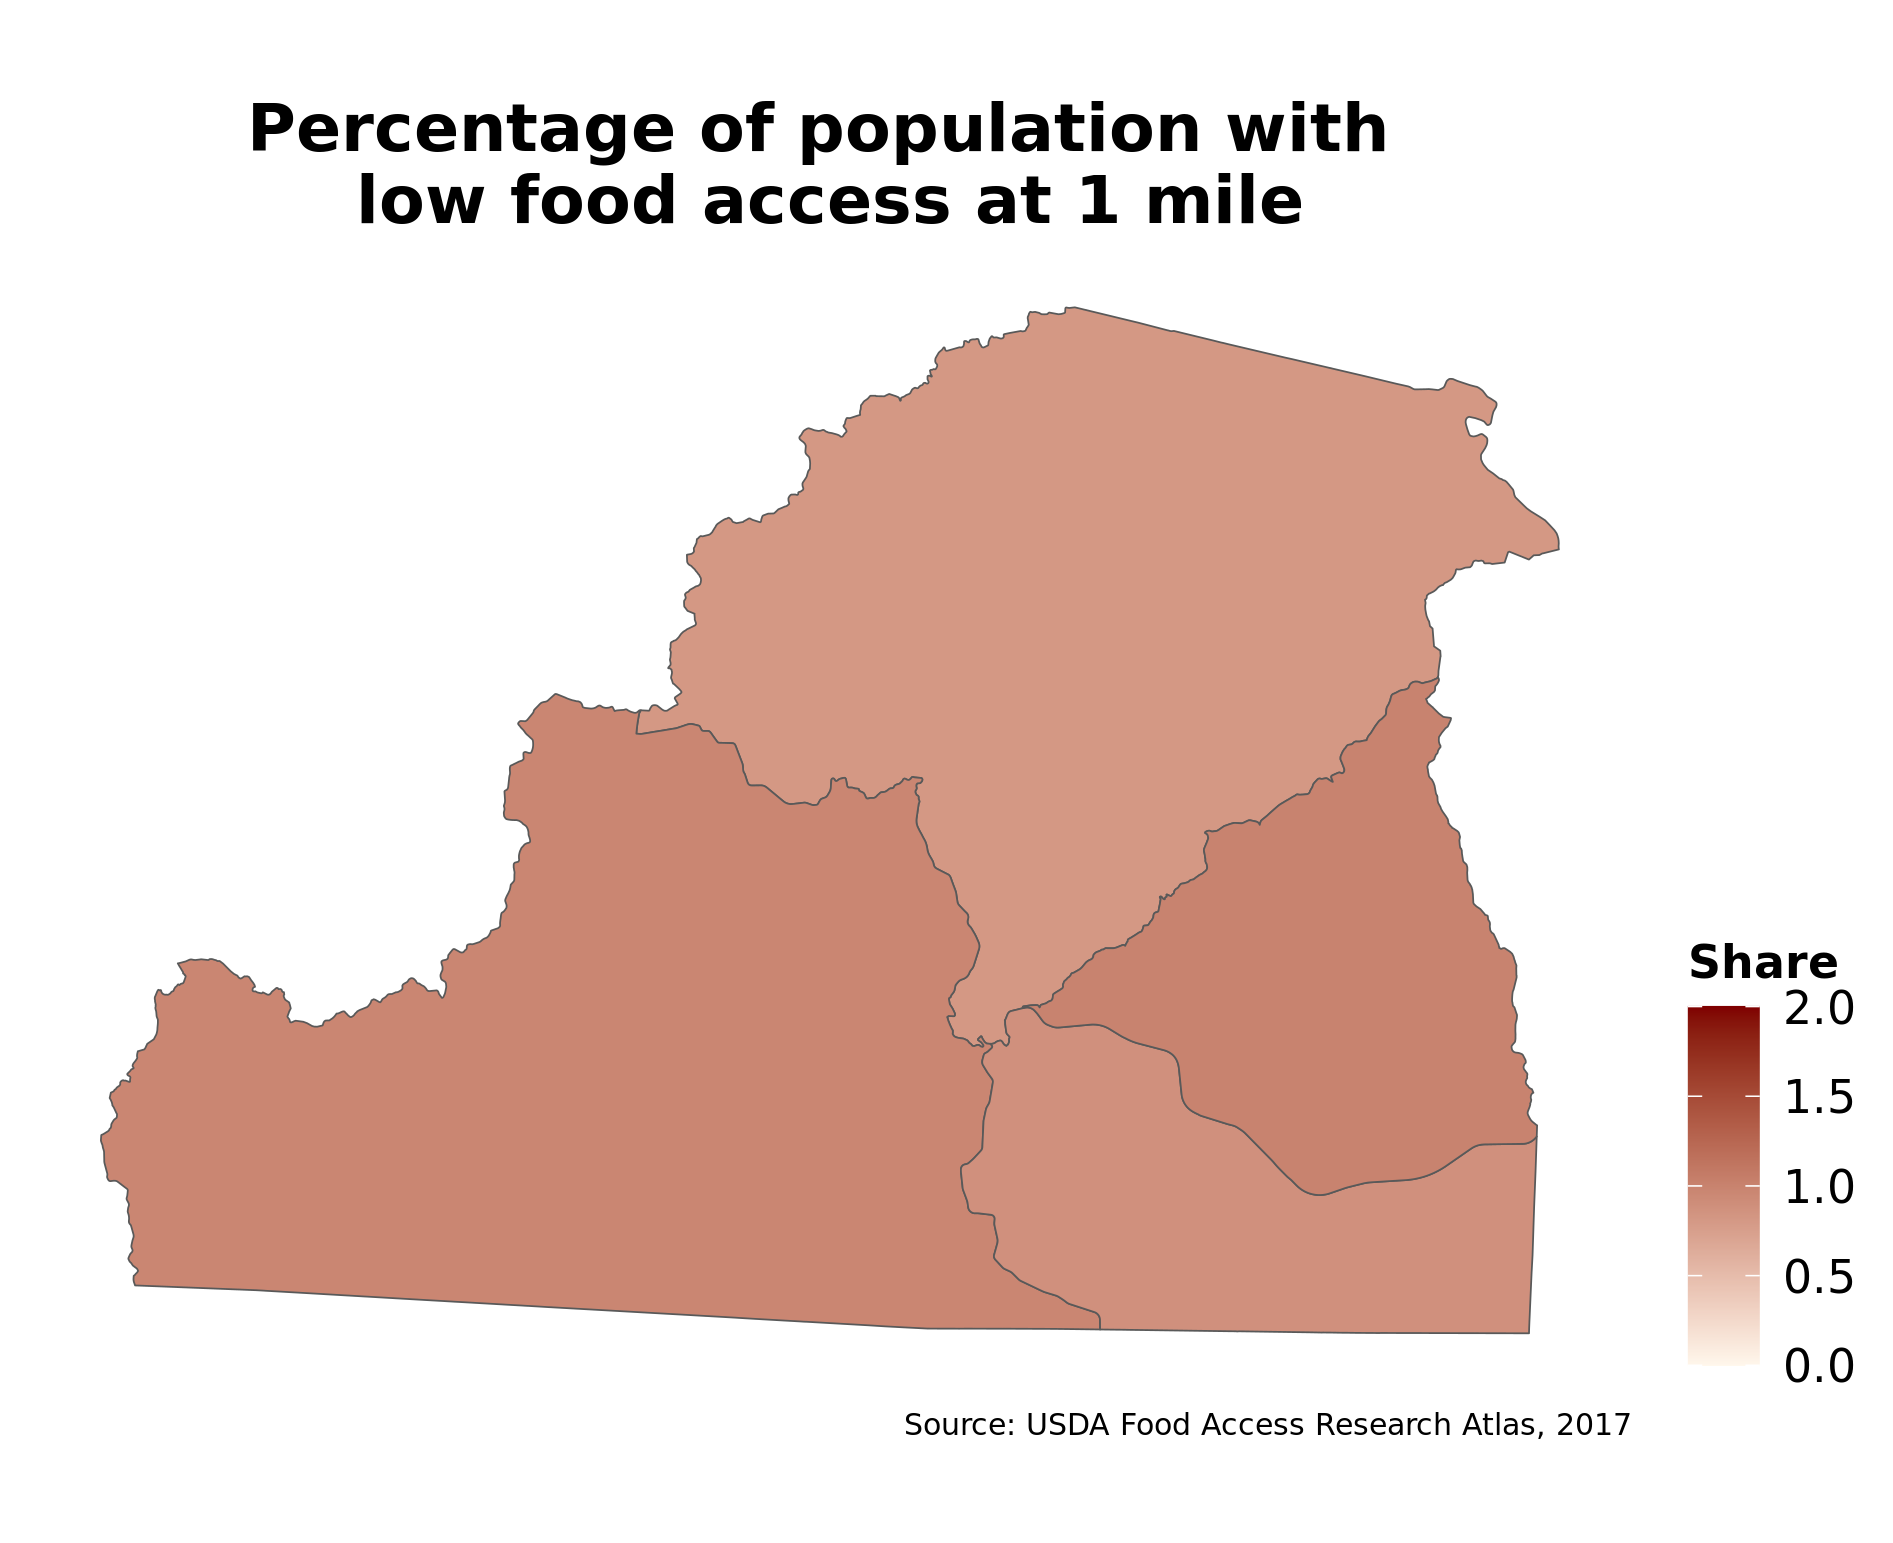 Percentage of population with
low food access at 1 mile
Share
2.0
1.5
1.0
0.5
0.0
Source: USDA Food Access Research Atlas, 2017